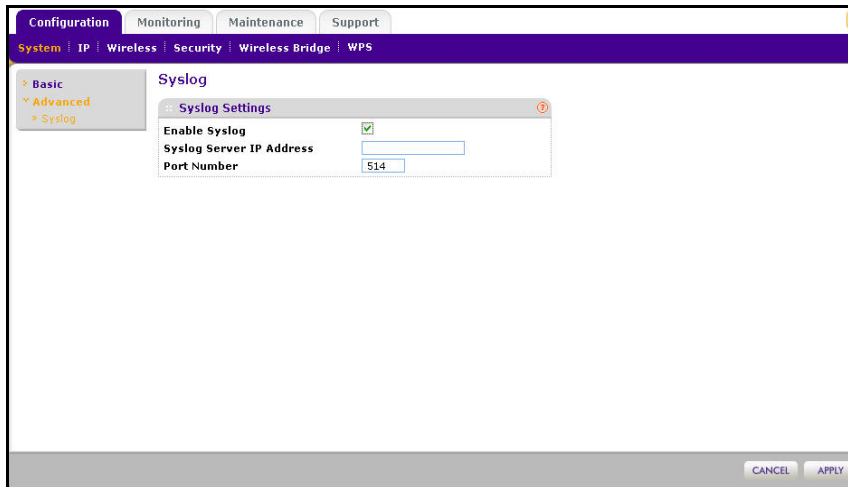 Configuration Monitoring Maintenance Support
System IP Wireless Security Wireless Bridge WPS
Basic
Advanced
Syslog
Syslog
Syslog Settings ?
Enable Syslog
Syslog Server IP Address
Port Number 514
CANCEL APPLY